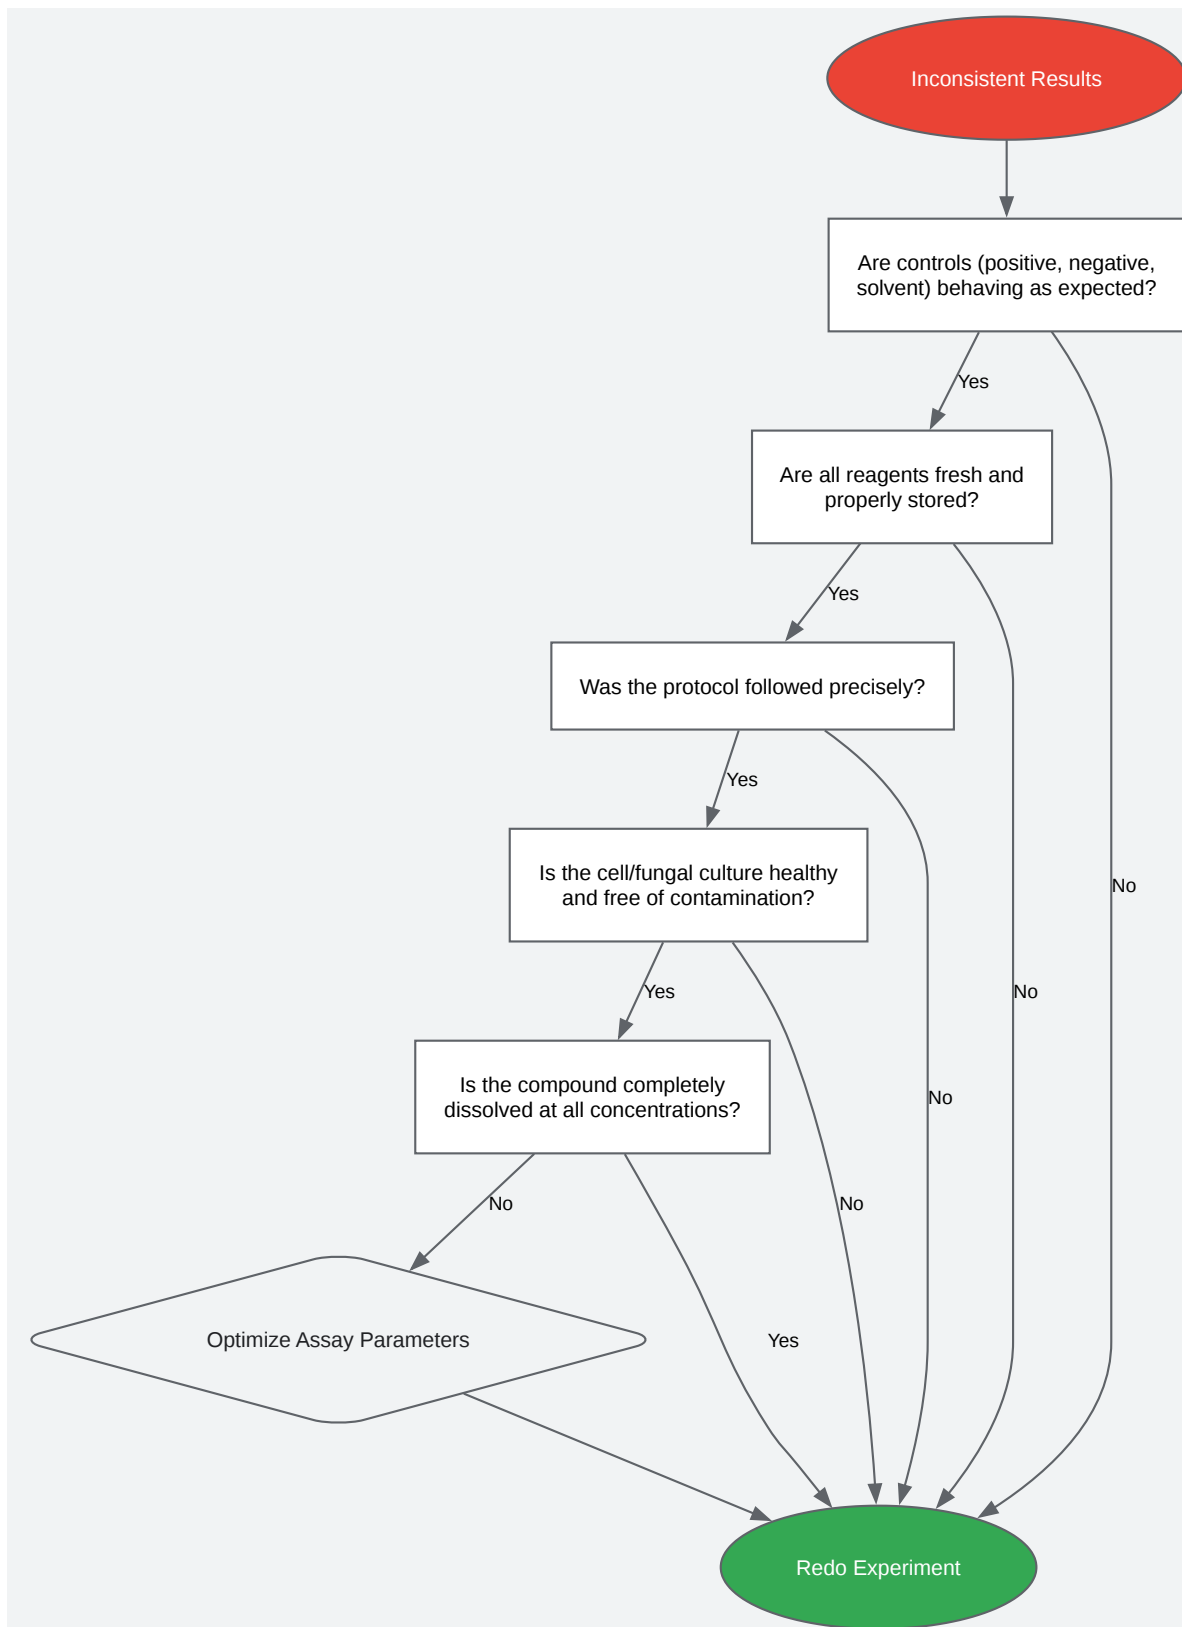 Inconsistent Results
Are controls (positive, negative,
solvent) behaving as expected?
Yes
Are all reagents fresh and
properly stored?
Yes
Was the protocol followed precisely?
Yes
Is the cell/fungal culture healthy
and free of contamination?
No
Yes
No
Is the compound completely
dissolved at all concentrations?
No
No
No
Optimize Assay Parameters
Yes
Redo Experiment